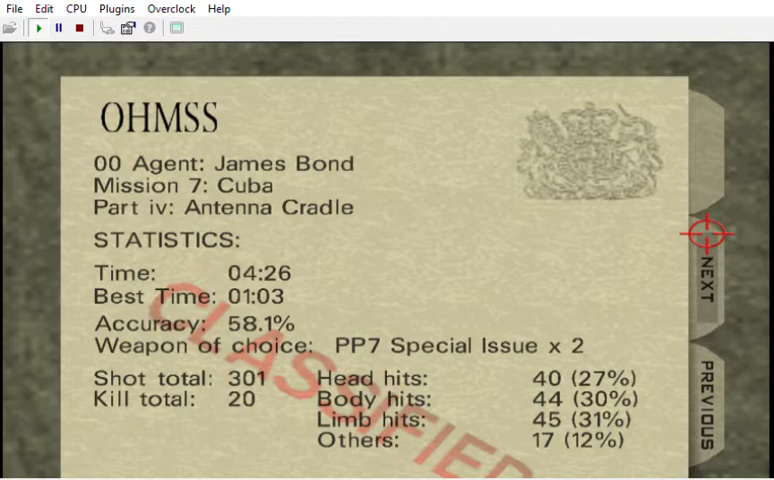 File Edit CPU Plugins Overclock Help
OHMSS
00 Agent: James Bond
Mission 7: Cuba
Part iv: Antenna Cradle
STATISTICS:
Time: 04:26
Best Time: 01:03
Accuracy: 58.1%
Weapon of choice: PP7 Special Issue x 2
Shot total: 301 Head hits: 40 (27%)
Kill total: 20 Body hits: 44 (30%)
Limb hits: 45 (31%)
Others: 17 (12%)
CLASSIFIED
NEXT
PREVIOUS